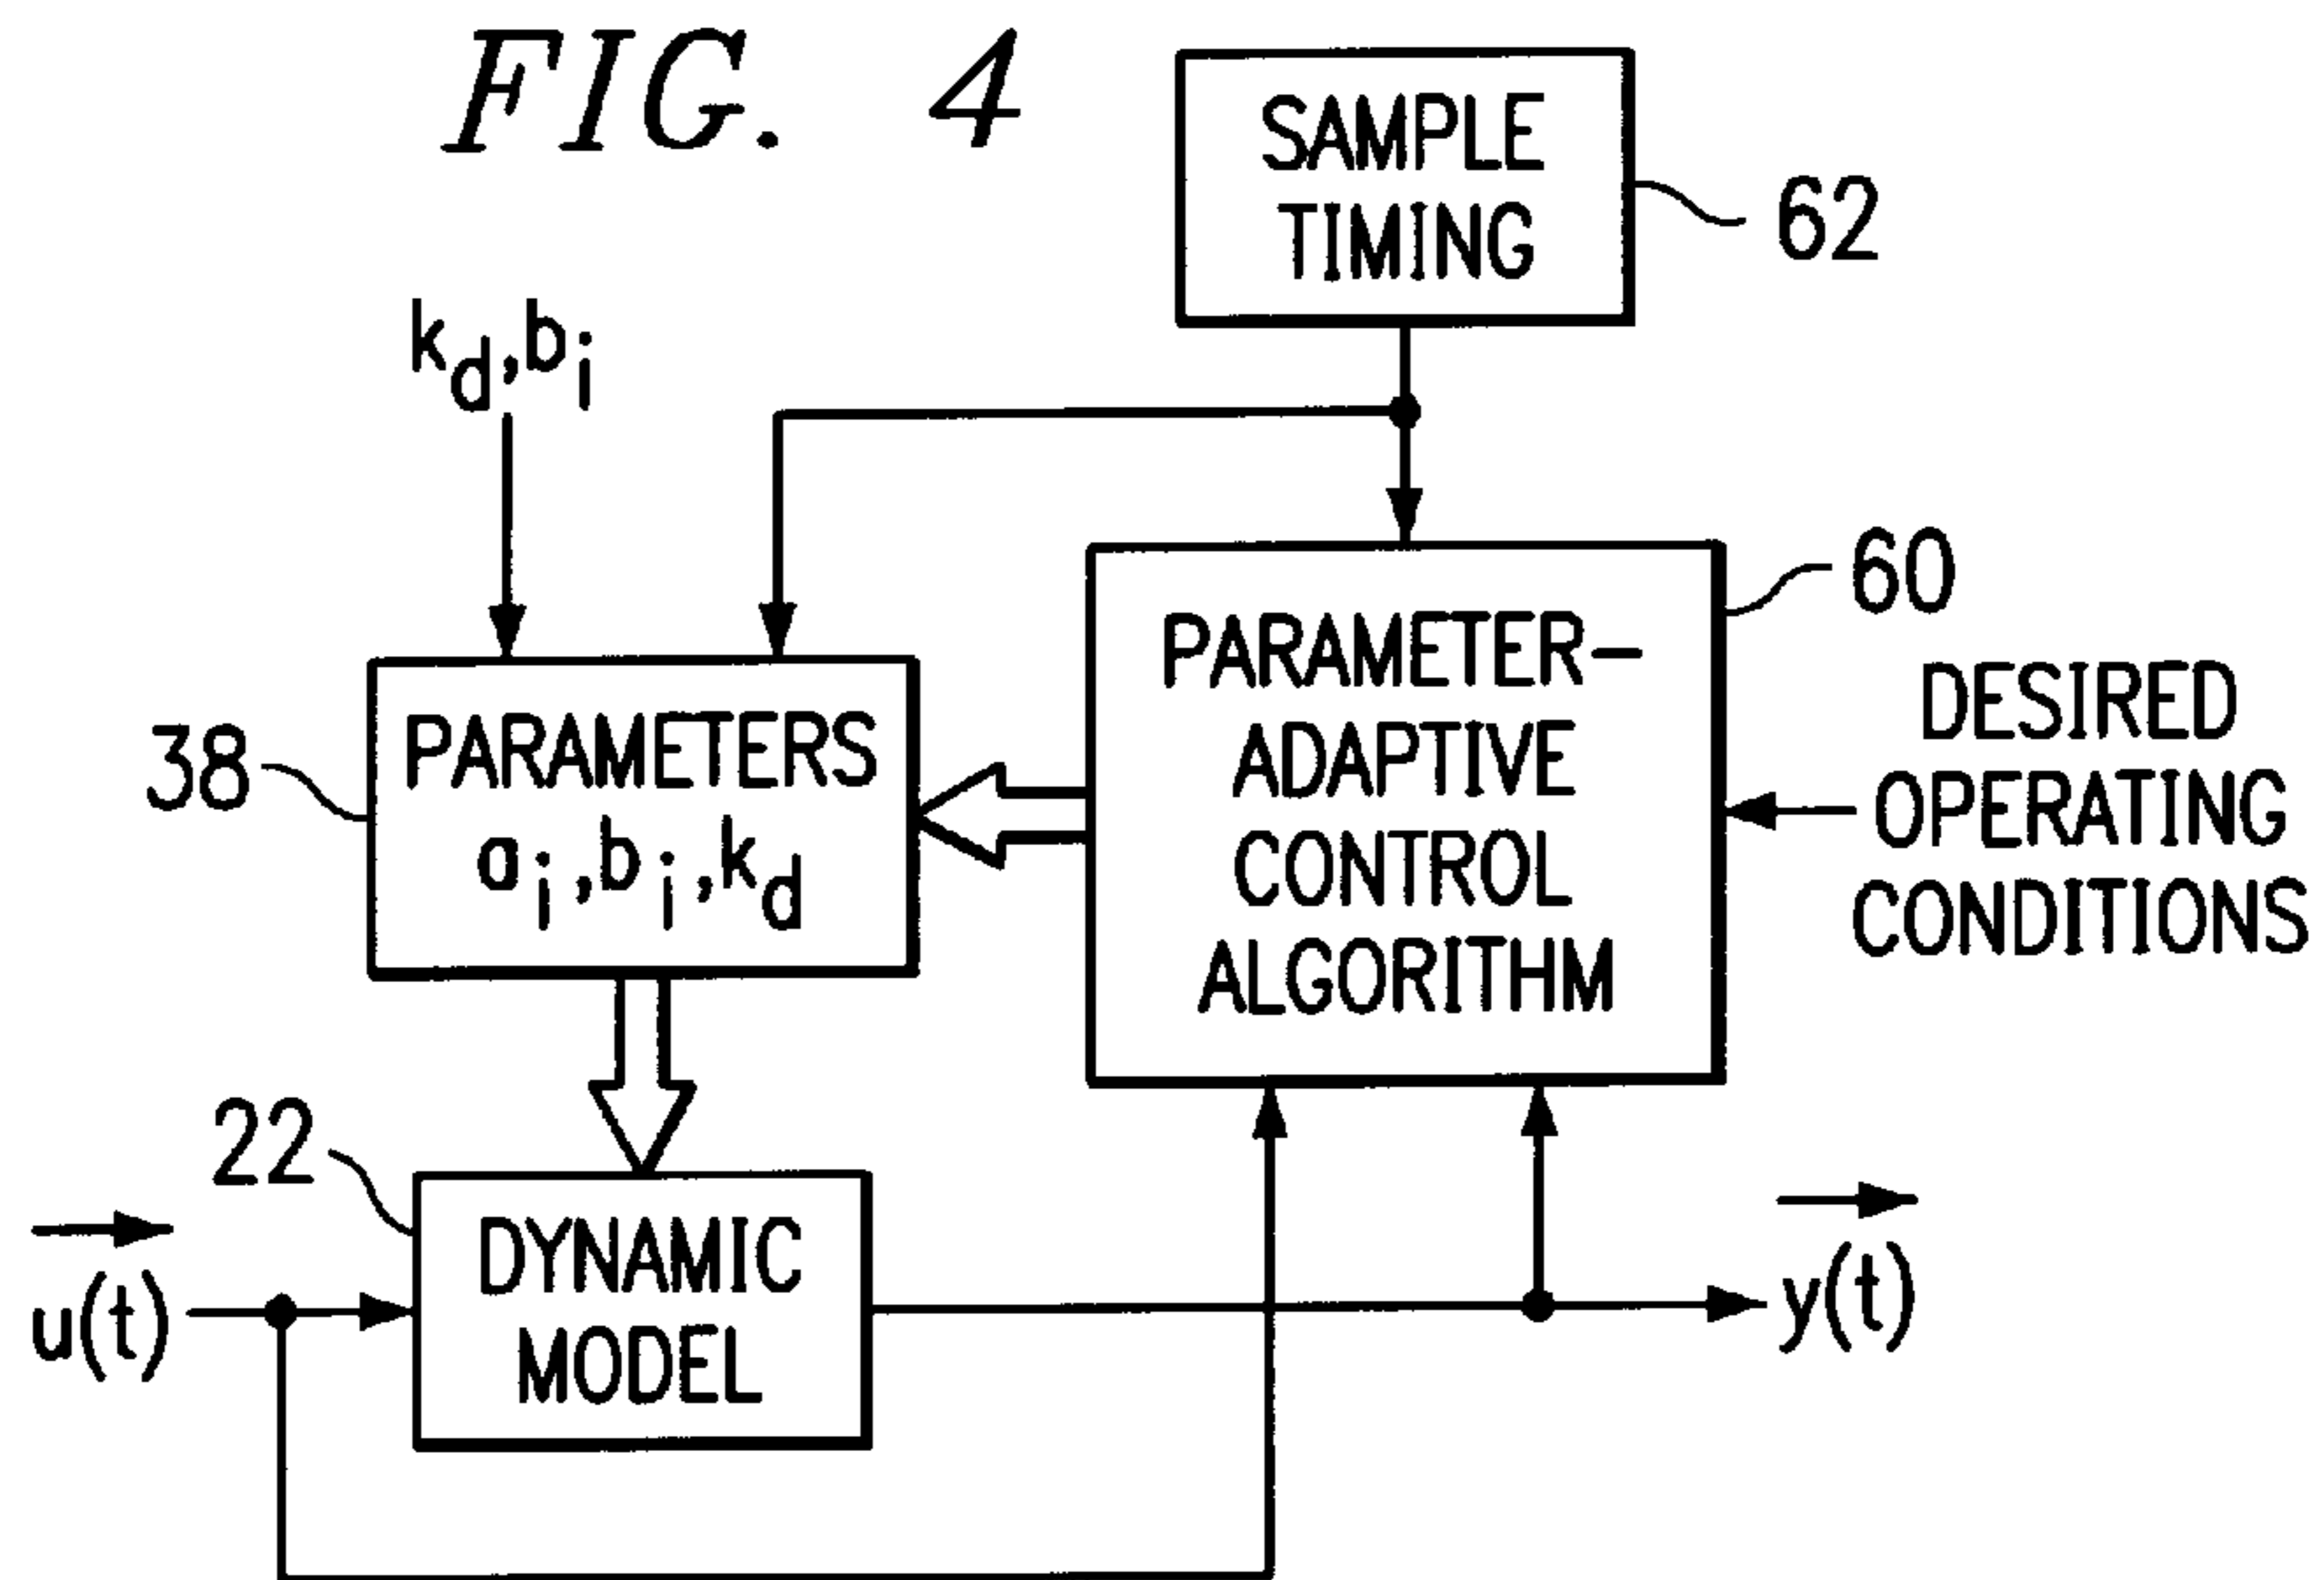 FIG. 4
SAMPLE
TIMING
62
k_d,b_i
60
PARAMETER-
ADAPTIVE
CONTROL
ALGORITHM
DESIRED
OPERATING
CONDITIONS
38
PARAMETERS
a_i,b_i,k_d
22
DYNAMIC
MODEL
u(t)
y(t)